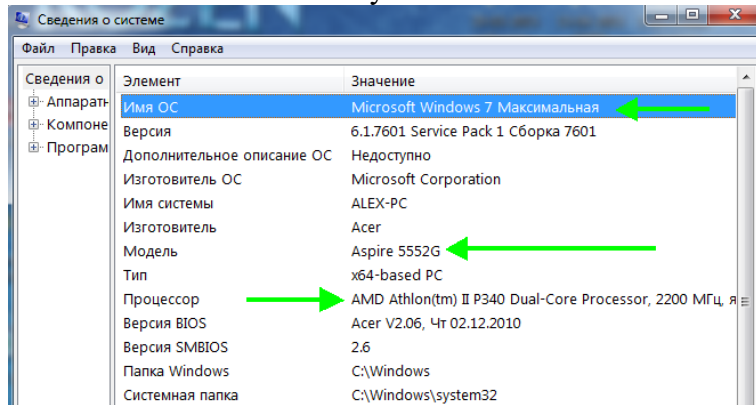 Сведения о системе
Файл Правка Вид Справка
Сведения о
Элемент Значение
Аппаратн
Имя ОС Microsoft Windows 7 Максимальная
Компоне
Версия 6.1.7601 Service Pack 1 Сборка 7601
Програм
Дополнительное описание ОС Недоступно
Изготовитель ОС Microsoft Corporation
Имя системы ALEX-PC
Изготовитель Acer
Модель Aspire 5552G
Тип x64-based PC
Процессор AMD Athlon(tm) II P340 Dual-Core Processor, 2200 МГц, я
Версия BIOS Acer V2.06, Чт 02.12.2010
Версия SMBIOS 2.6
Папка Windows C:\Windows
Системная папка C:\Windows\system32